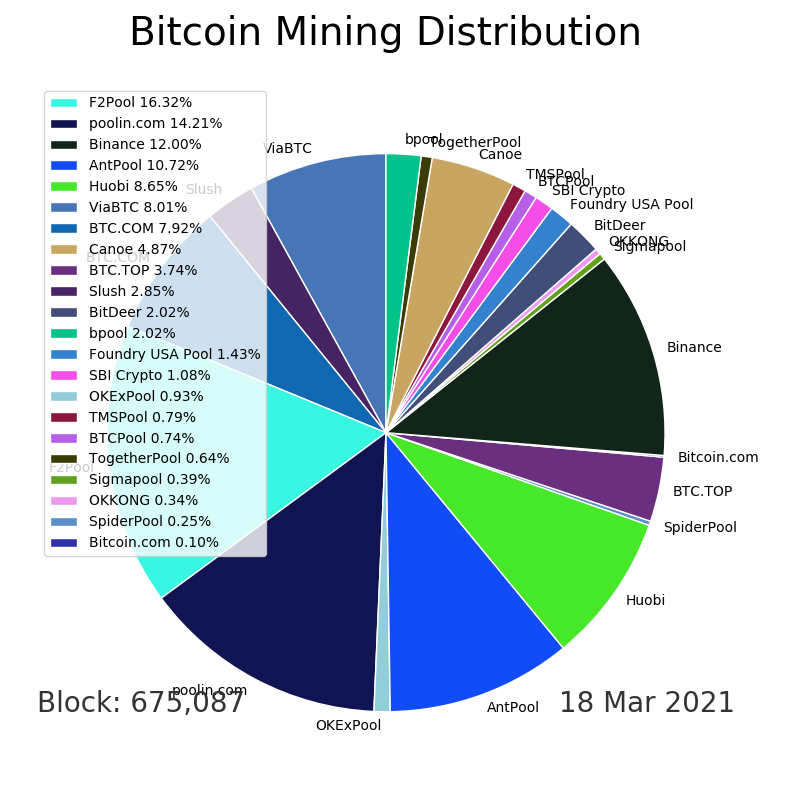 Bitcoin Mining Distribution
F2Pool 16.32%
poolin.com 14.21%
Binance 12.00%
AntPool 10.72%
Huobi 8.65%
ViaBTC 8.01%
BTC.COM 7.92%
Canoe 4.87%
BTC.TOP 3.74%
Slush 2.85%
BitDeer 2.02%
bpool 2.02%
Foundry USA Pool 1.43%
SBI Crypto 1.08%
OKExPool 0.93%
TMSPool 0.79%
BTCPool 0.74%
TogetherPool 0.64%
Sigmapool 0.39%
OKKONG 0.34%
SpiderPool 0.25%
Bitcoin.com 0.10%
bpool
TogetherPool
Canoe
TMSPool
BTCPool
SBI Crypto
Foundry USA Pool
BitDeer
OKKONG
Sigmapool
Binance
Bitcoin.com
BTC.TOP
SpiderPool
Huobi
AntPool
OKExPool
poolin.com
F2Pool
BTC.COM
Slush
ViaBTC
Block: 675,087
18 Mar 2021